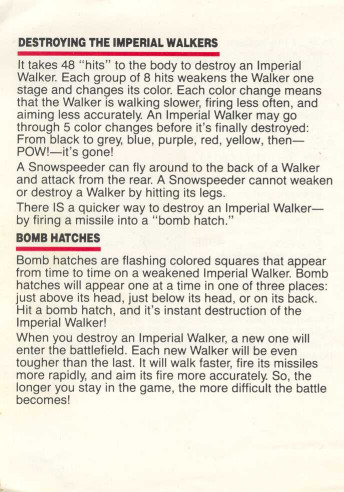 DESTROYING THE IMPERIAL WALKERS
It takes 48 "hits" to the body to destroy an Imperial
Walker. Each group of 8 hits weakens the Walker one
stage and changes its color. Each color change means
that the Walker is walking slower, firing less often, and
aiming less accurately. An Imperial Walker may go
through 5 color changes before it's finally destroyed:
From black to grey, blue, purple, red, yellow, then—
POW!—it's gone!
A Snowspeeder can fly around to the back of a Walker
and attack from the rear. A Snowspeeder cannot weaken
or destroy a Walker by hitting its legs.
There IS a quicker way to destroy an Imperial Walker—
by firing a missile into a "bomb hatch."
BOMB HATCHES
Bomb hatches are flashing colored squares that appear
from time to time on a weakened Imperial Walker. Bomb
hatches will appear one at a time in one of three places:
just above its head, just below its head, or on its back.
Hit a bomb hatch, and it's instant destruction of the
Imperial Walker!
When you destroy an Imperial Walker, a new one will
enter the battlefield. Each new Walker will be even
tougher than the last. It will walk faster, fire its missiles
more rapidly, and aim its fire more accurately. So, the
longer you stay in the game, the more difficult the battle
becomes!